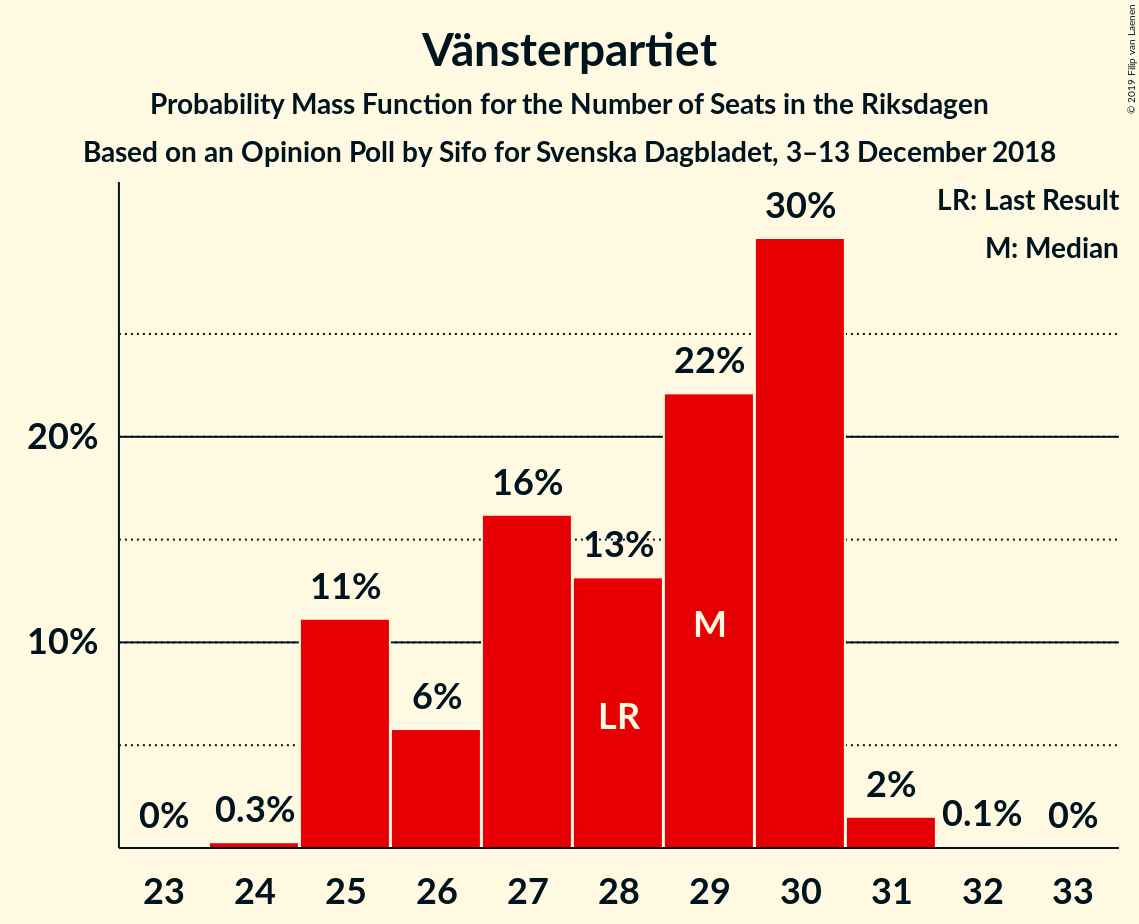 Vänsterpartiet
Probability Mass Function for the Number of Seats in the Riksdagen
Based on an Opinion Poll by Sifo for Svenska Dagbladet, 3–13 December 2018
© 2019 Filip van Laenen
LR: Last Result
M: Median
30%
22%
20%
16%
13%
11%
M
10%
6%
LR
2%
0%
0.3%
0.1%
0%
23 24 25 26 27 28 29 30 31 32 33